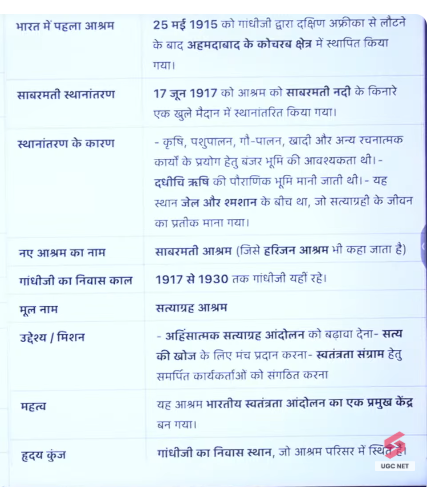 भारत में पहला आश्रम
25 मई 1915 को गांधीजी द्वारा दक्षिण अफ्रीका से लौटने
के बाद अहमदाबाद के कोचरब क्षेत्र में स्थापित किया
गया।
साबरमती स्थानांतरण
17 जून 1917 को आश्रम को साबरमती नदी के किनारे
एक खुले मैदान में स्थानांतरित किया गया।
स्थानांतरण के कारण
- कृषि, पशुपालन, गौ-पालन, खादी और अन्य रचनात्मक
कार्यों के प्रयोग हेतु बंजर भूमि की आवश्यकता थी।-
दधीचि ऋषि की पौराणिक भूमि मानी जाती थी।- यह
स्थान जेल और श्मशान के बीच था, जो सत्याग्रही के जीवन
का प्रतीक माना गया।
नए आश्रम का नाम
साबरमती आश्रम (जिसे हरिजन आश्रम भी कहा जाता है)
गांधीजी का निवास काल
1917 से 1930 तक गांधीजी यहीं रहे।
मूल नाम
सत्याग्रह आश्रम
उद्देश्य / मिशन
- अहिंसात्मक सत्याग्रह आंदोलन को बढ़ावा देना- सत्य
की खोज के लिए मंच प्रदान करना- स्वतंत्रता संग्राम हेतु
समर्पित कार्यकर्ताओं को संगठित करना
महत्व
यह आश्रम भारतीय स्वतंत्रता आंदोलन का एक प्रमुख केंद्र
बन गया।
हृदय कुंज
गांधीजी का निवास स्थान, जो आश्रम परिसर में स्थित है।
UGC NET